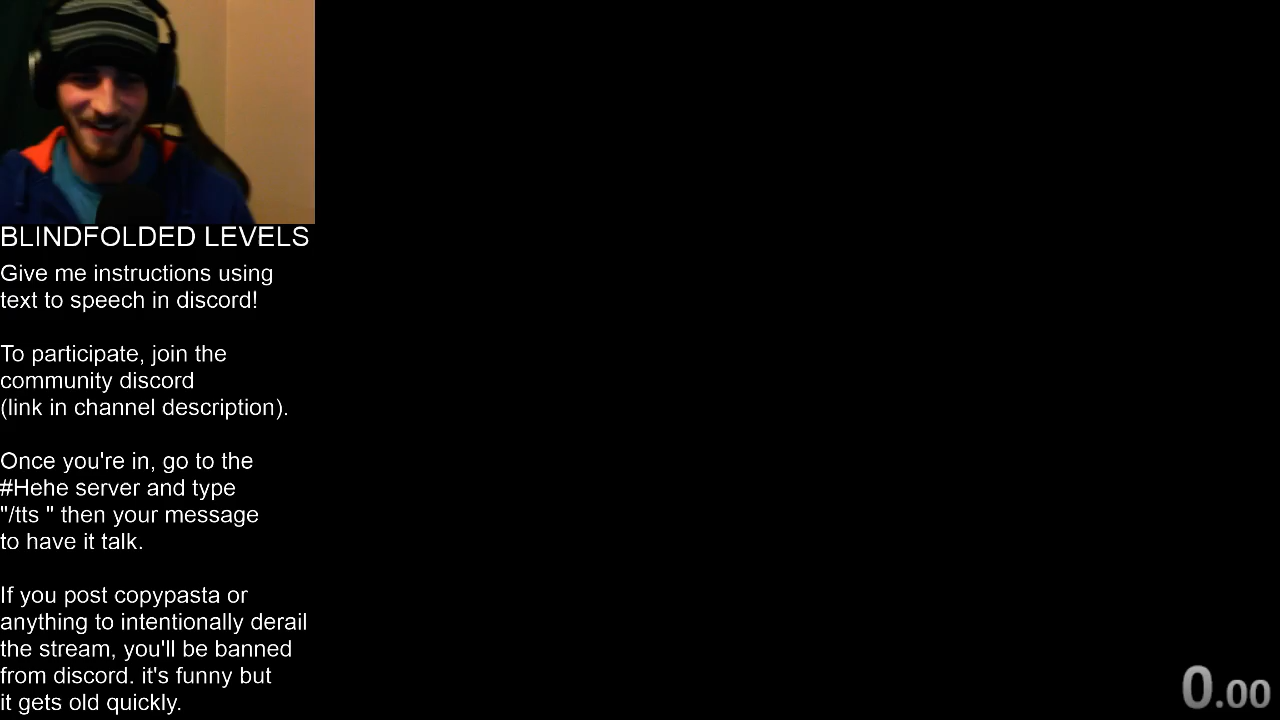 BLINDFOLDED LEVELS
Give me instructions using
text to speech in discord!
To participate, join the
community discord
(link in channel description).
Once you're in, go to the
#Hehe server and type
"/tts " then your message
to have it talk.
If you post copypasta or
anything to intentionally derail
the stream, you'll be banned
from discord. it's funny but
it gets old quickly.
0.00